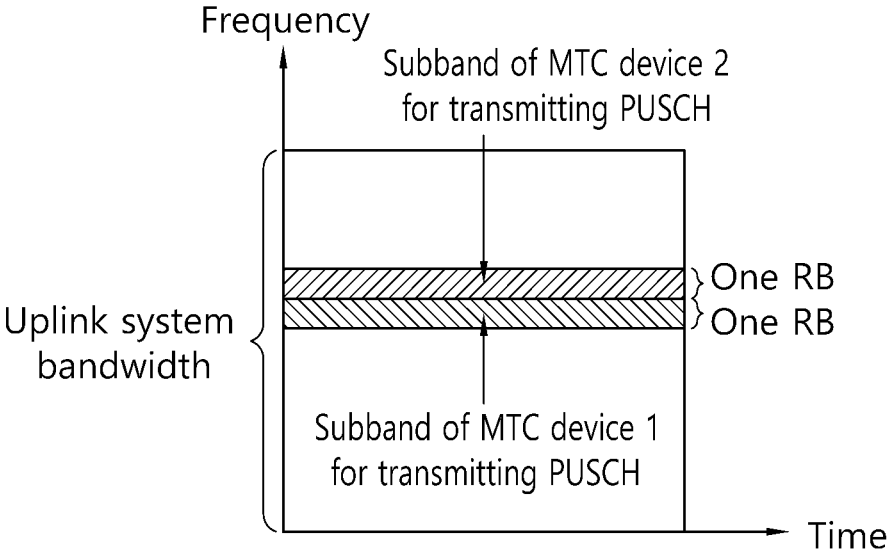 Frequency
Subband of MTC device 2
for transmitting PUSCH
One RB
One RB
Uplink system
bandwidth
Subband of MTC device 1
for transmitting PUSCH
Time